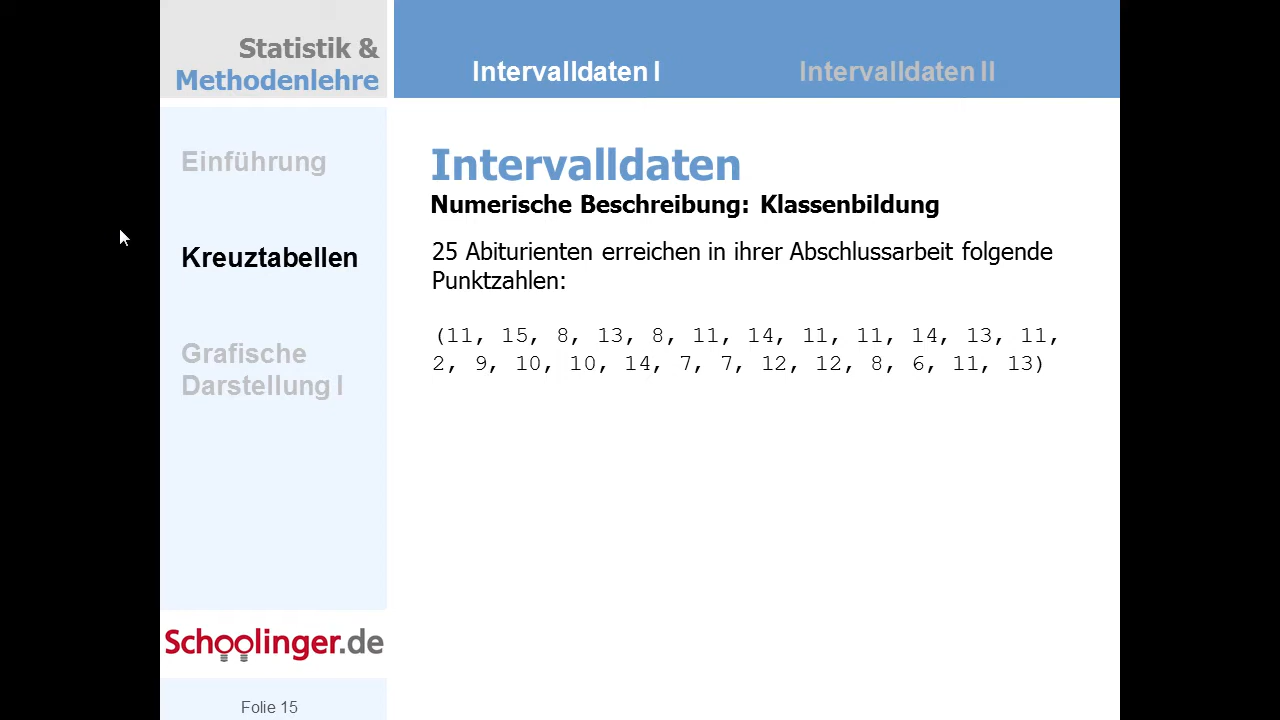 Statistik &
Methodenlehre
Intervalldaten I
Intervalldaten II
Einführung
Kreuztabellen
Grafische
Darstellung I
Intervalldaten
Numerische Beschreibung: Klassenbildung
25 Abiturienten erreichen in ihrer Abschlussarbeit folgende
Punktzahlen:
(11, 15, 8, 13, 8, 11, 14, 11, 11, 14, 13, 11,
2, 9, 10, 10, 14, 7, 7, 12, 12, 8, 6, 11, 13)
Schoolinger.de
Folie 15